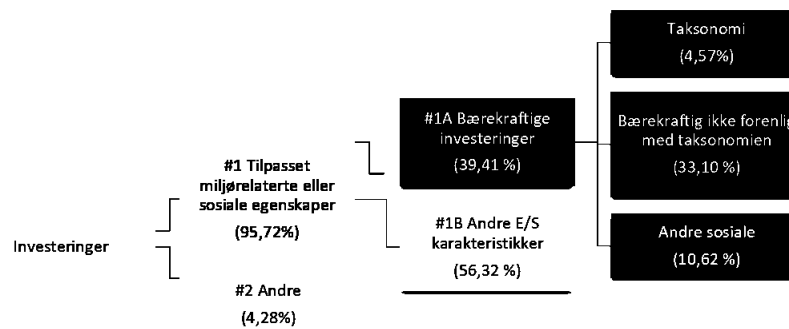 Investeringer
#1 Tilpasset
miljørelaterte eller
sosiale egenskaper
(95,72%)
#2 Andre
(4,28%)
#1A Bærekraftige
investeringer
(39,41 %)
#1B Andre E/S
karakteristikker
(56,32 %)
Taksonomi
(4,57%)
Bærekraftig ikke forenlig
med taksonomien
(33,10 %)
Andre sosiale
(10,62 %)